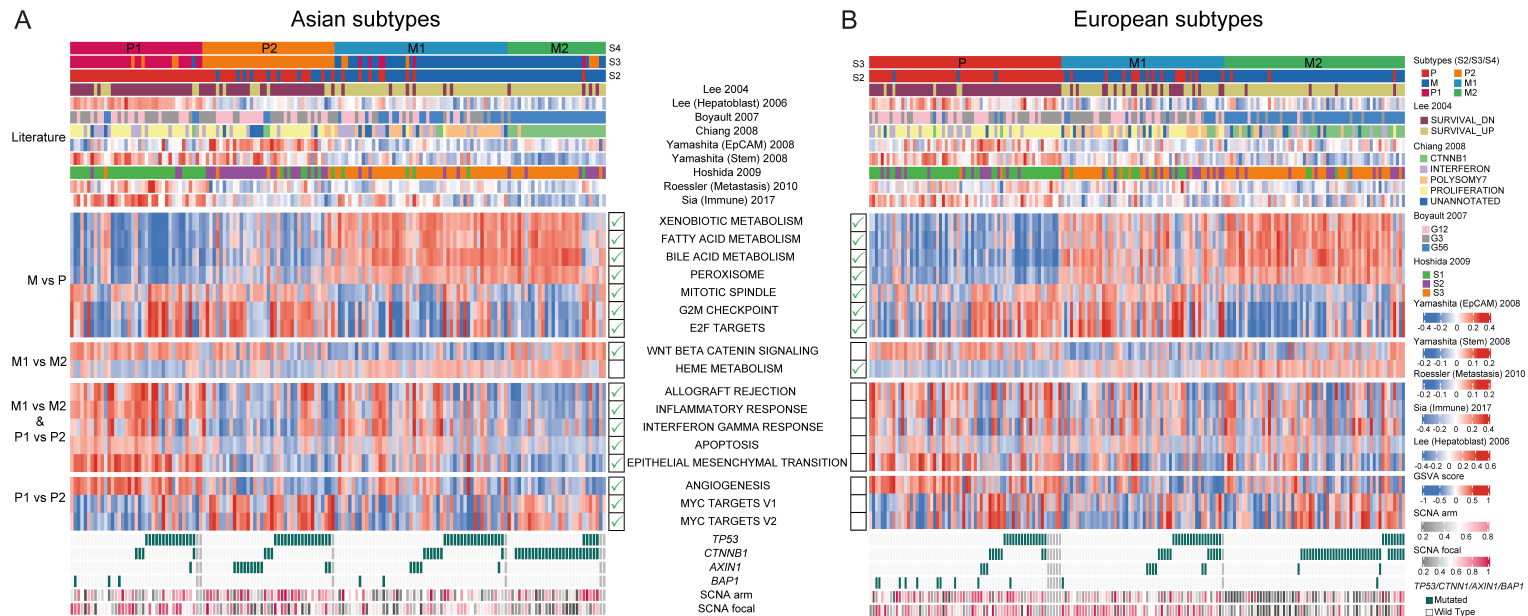 A
Asian subtypes
B
European subtypes
P1
P2
M1
M2
S4
S3
S2
S3
S2
P
M1
M2
Literature
Lee 2004
Lee (Hepatoblast) 2006
Boyault 2007
Chiang 2008
Yamashita (EpCAM) 2008
Yamashita (Stem) 2008
Hoshida 2009
Roessler (Metastasis) 2010
Sia (Immune) 2017
M vs P
XENOBIOTIC METABOLISM
FATTY ACID METABOLISM
BILE ACID METABOLISM
PEROXISOME
MITOTIC SPINDLE
G2M CHECKPOINT
E2F TARGETS
M1 vs M2
WNT BETA CATENIN SIGNALING
HEME METABOLISM
M1 vs M2
&
P1 vs P2
ALLOGRAFT REJECTION
INFLAMMATORY RESPONSE
INTERFERON GAMMA RESPONSE
APOPTOSIS
EPITHELIAL MESENCHYMAL TRANSITION
P1 vs P2
ANGIOGENESIS
MYC TARGETS V1
MYC TARGETS V2
TP53
CTNNB1
AXIN1
BAP1
SCNA arm
SCNA focal
Subtypes (S2/S3/S4)
P P2
M M1
P1 M2
Lee 2004
SURVIVAL_DN
SURVIVAL_UP
Chiang 2008
CTNNB1
INTERFERON
POLYSOMY7
PROLIFERATION
UNANNOTATED
Boyault 2007
G12
G3
G56
Hoshida 2009
S1
S2
S3
Yamashita (EpCAM) 2008
-0.4 -0.2 0 0.2 0.4
Yamashita (Stem) 2008
-0.2 -0.1 0 0.1 0.2
Roessler (Metastasis) 2010
-0.2 0 0.2
Sia (Immune) 2017
-0.4 0 0.4
Lee (Hepatoblast) 2006
-0.4 -0.2 0 0.2 0.4 0.6
GSVA score
-1 -0.5 0 0.5 1
SCNA arm
0.2 0.4 0.6 0.8
SCNA focal
0.2 0.4 0.6 0.8 1
TP53/CTNN1/AXIN1/BAP1
Mutated
Wild Type